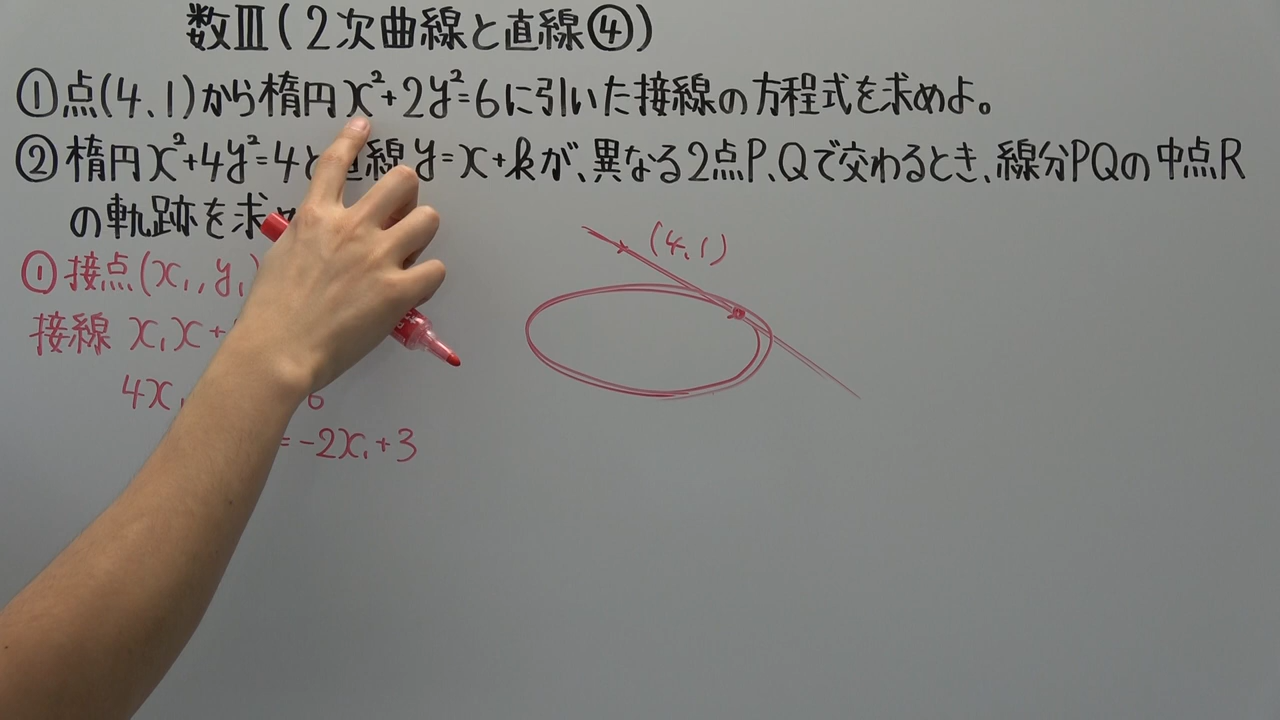 数Ⅲ(2次曲線と直線④)
①点(4,1)から楕円x²+2y²=6に引いた接線の方程式を求めよ。
②楕円x²+4y²=4と直線y=x+kが、異なる2点P、Qで交わるとき、線分PQの中点R
の軌跡を求め
①接点(x₁,y₁
接線 x₁x+
4x₁ 6
=-2x₁+3
(4,1)